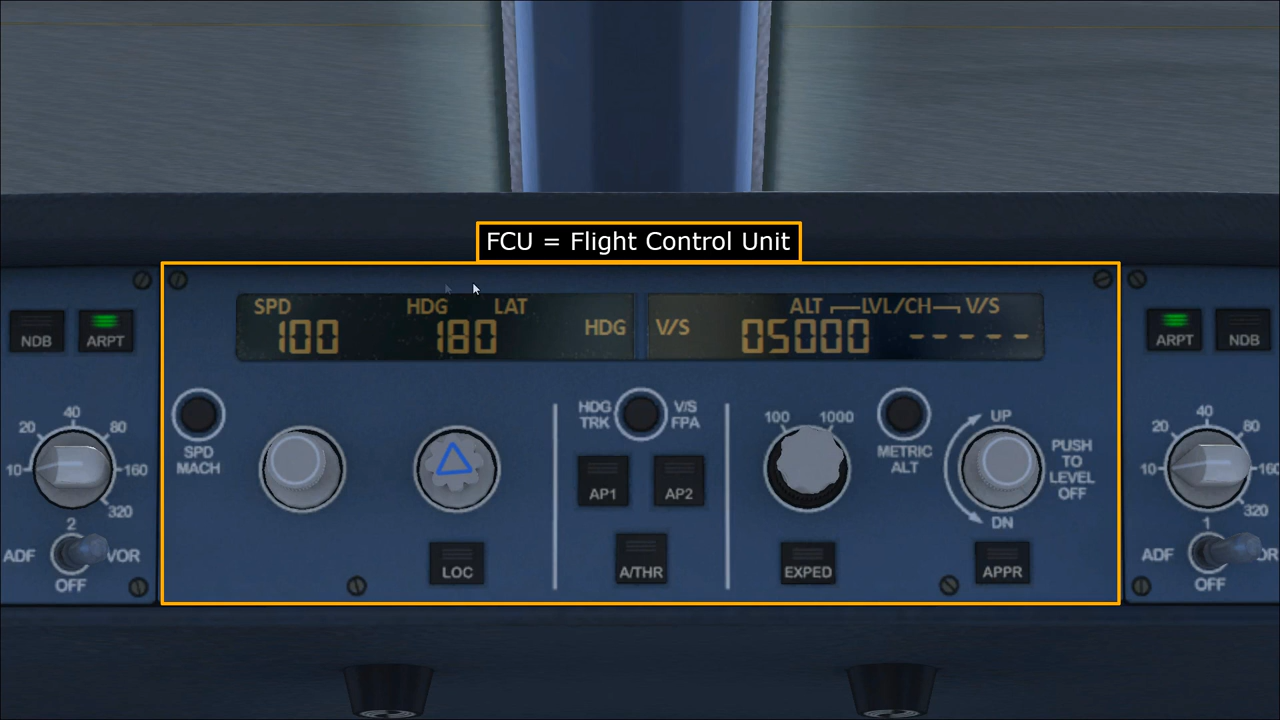 FCU = Flight Control Unit
SPD HDG LAT
100 180 HDG
ALT LVL/CH V/S
V/S 05000 -----
NDB ARPT
10 20 40 80 160 320
ADF 2 VOR
OFF
SPD
MACH
LOC
HDG V/S
TRK FPA
AP1 AP2
A/THR
100 1000
EXPED
METRIC
ALT
UP
DN
PUSH
TO
LEVEL
OFF
APPR
ARPT NDB
10 20 40 80 160 320
ADF 1 OR
OFF